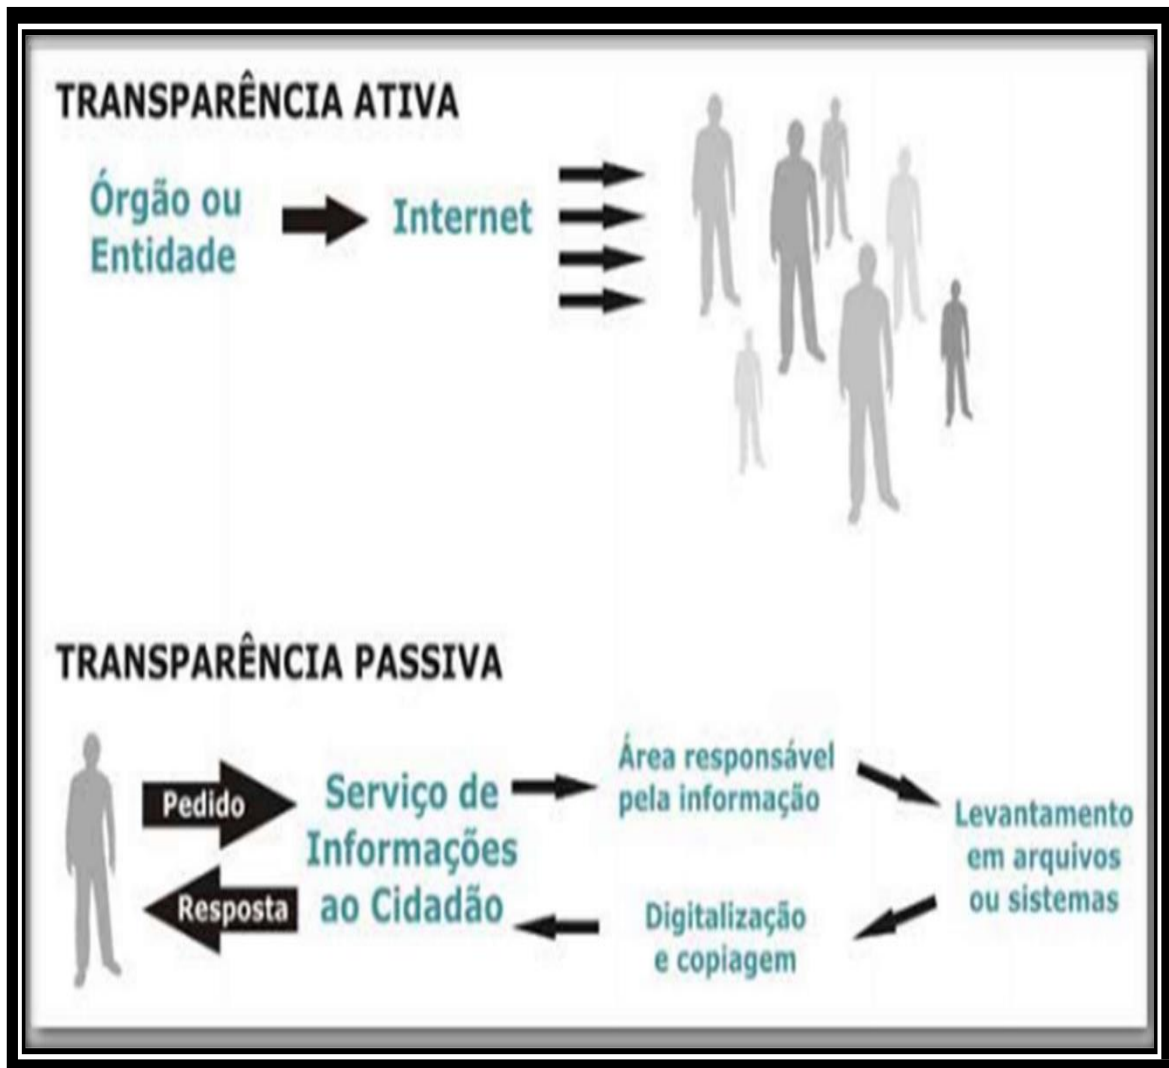 TRANSPARÊNCIA ATIVA
Órgão ou
Entidade
Internet
TRANSPARÊNCIA PASSIVA
Pedido
Resposta
Serviço de
Informações
ao Cidadão
Área responsável
pela informação
Levantamento
em arquivos
ou sistemas
Digitalização
e copiagem